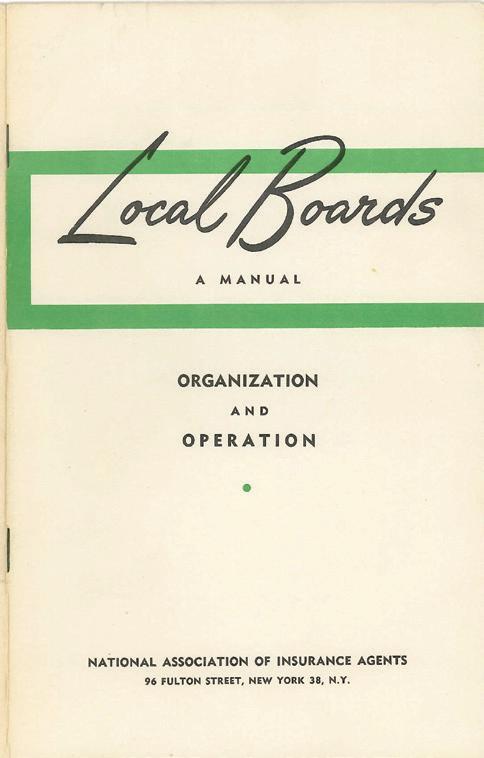 Local Boards
A MANUAL
ORGANIZATION
AND
OPERATION
NATIONAL ASSOCIATION OF INSURANCE AGENTS
96 FULTON STREET, NEW YORK 38, N.Y.